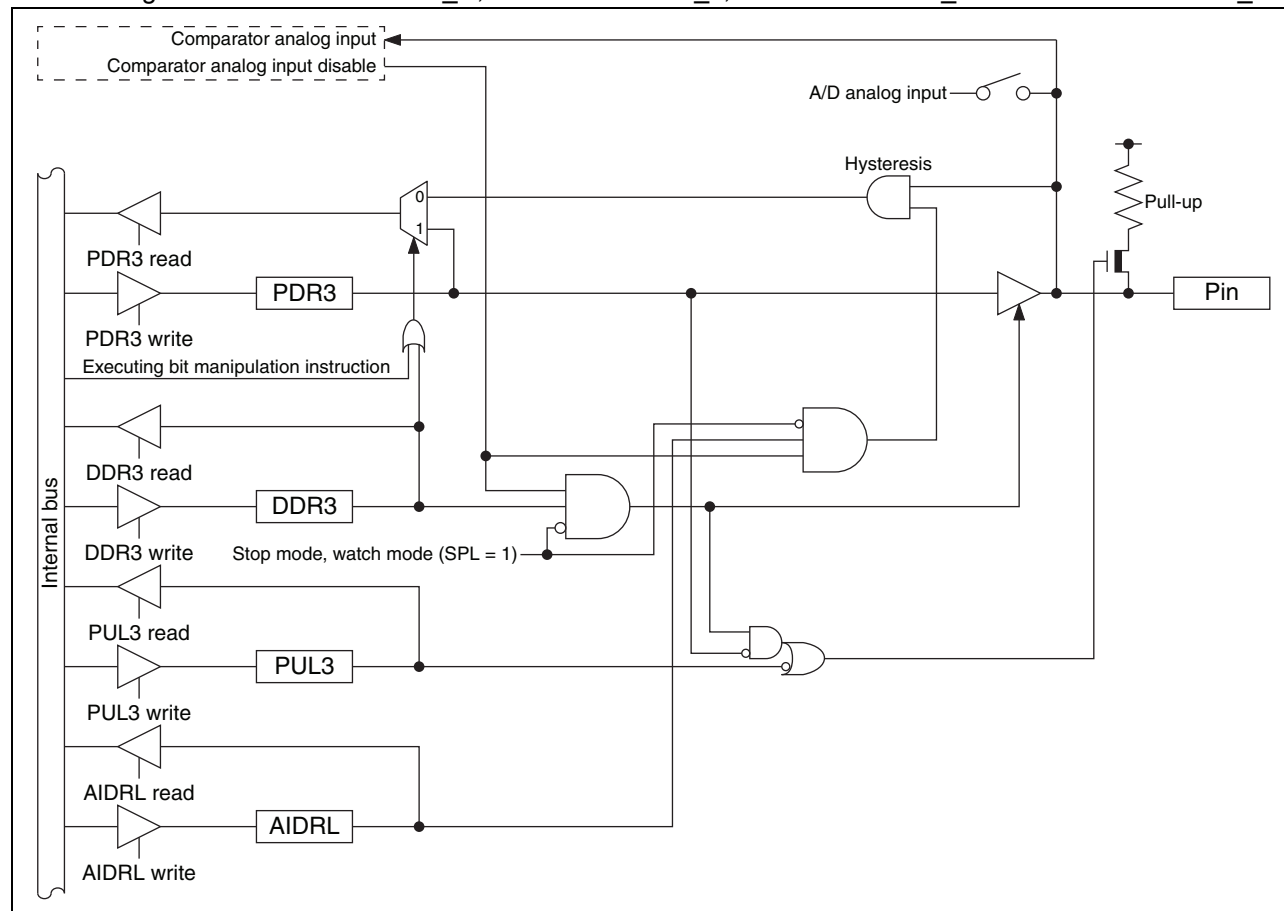 Comparator analog input
Comparator analog input disable
A/D analog input
Hysteresis
0
Pull-up
1
PDR3 read
PDR3
Pin
PDR3 write
Executing bit manipulation instruction
DDR3 read
DDR3
DDR3 write
Stop mode, watch mode (SPL = 1)
Internal bus
PUL3 read
PUL3
PUL3 write
AIDRL read
AIDRL
AIDRL write